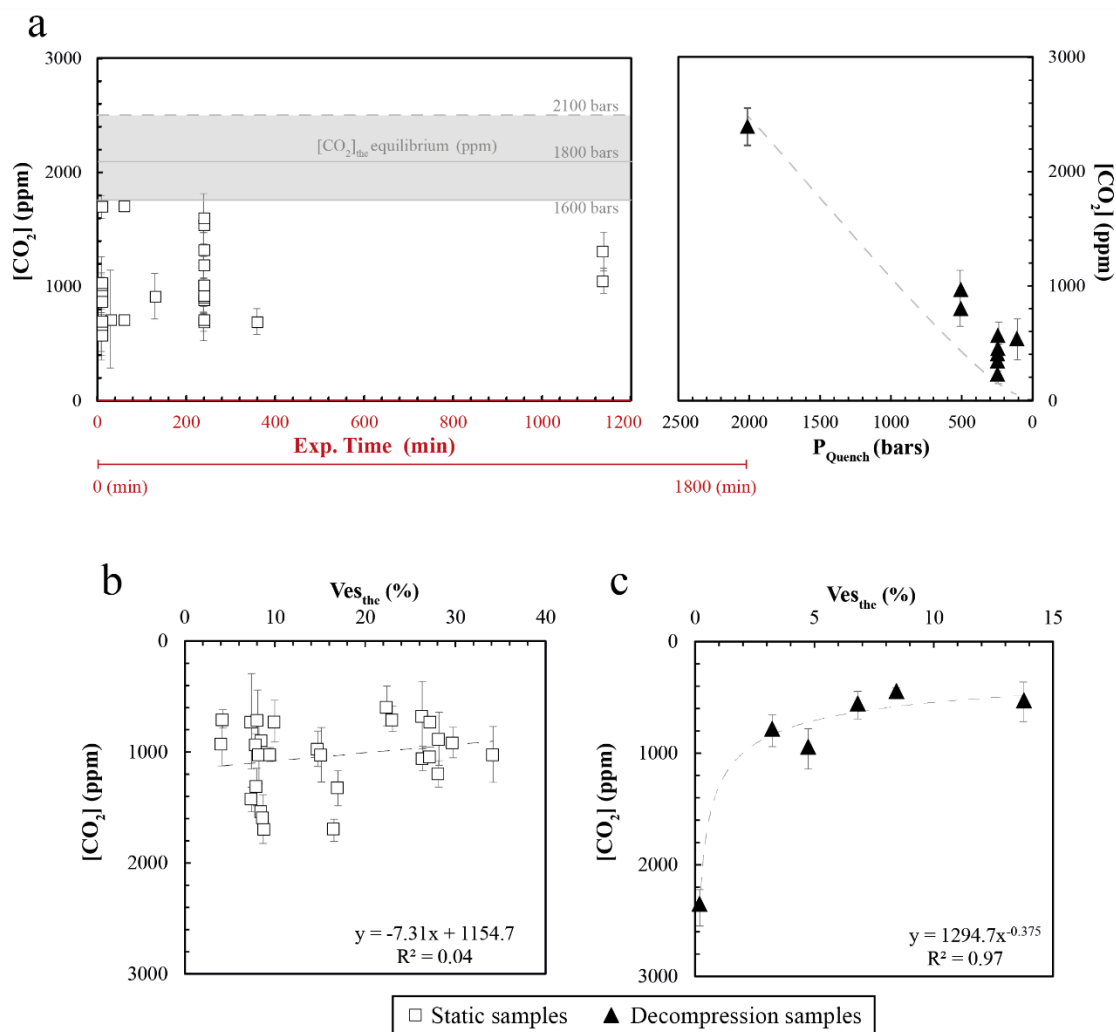 a
3000
2000
1000
0
[CO2] (ppm)
2100 bars
[CO2]the equilibrium (ppm)
1800 bars
1600 bars
0 200 400 600 800 1000 1200
Exp. Time (min)
0 (min) 1800 (min)
3000
2000
1000
0
[CO2] (ppm)
2500 2000 1500 1000 500 0
PQuench (bars)
b
Vesthe (%)
0 10 20 30 40
0
1000
2000
3000
[CO2] (ppm)
y = -7.31x + 1154.7
R² = 0.04
c
Vesthe (%)
0 5 10 15
0
1000
2000
3000
[CO2] (ppm)
y = 1294.7x-0.375
R² = 0.97
Static samples Decompression samples